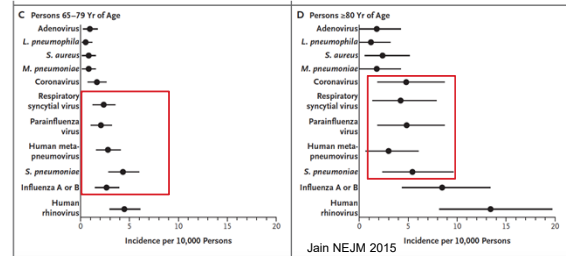 C Persons 65–79 Yr of Age
Adenovirus
L. pneumophila
S. aureus
M. pneumoniae
Coronavirus
Respiratory
syncytial virus
Parainfluenza
virus
Human meta-
pneumovirus
S. pneumoniae
Influenza A or B
Human
rhinovirus
0 5 10 15 20
Incidence per 10,000 Persons
D Persons ≥80 Yr of Age
Adenovirus
L. pneumophila
S. aureus
M. pneumoniae
Coronavirus
Respiratory
syncytial virus
Parainfluenza
virus
Human meta-
pneumovirus
S. pneumoniae
Influenza A or B
Human
rhinovirus
0 5 10 15 20
Incidence per 10,000 Persons
Jain NEJM 2015